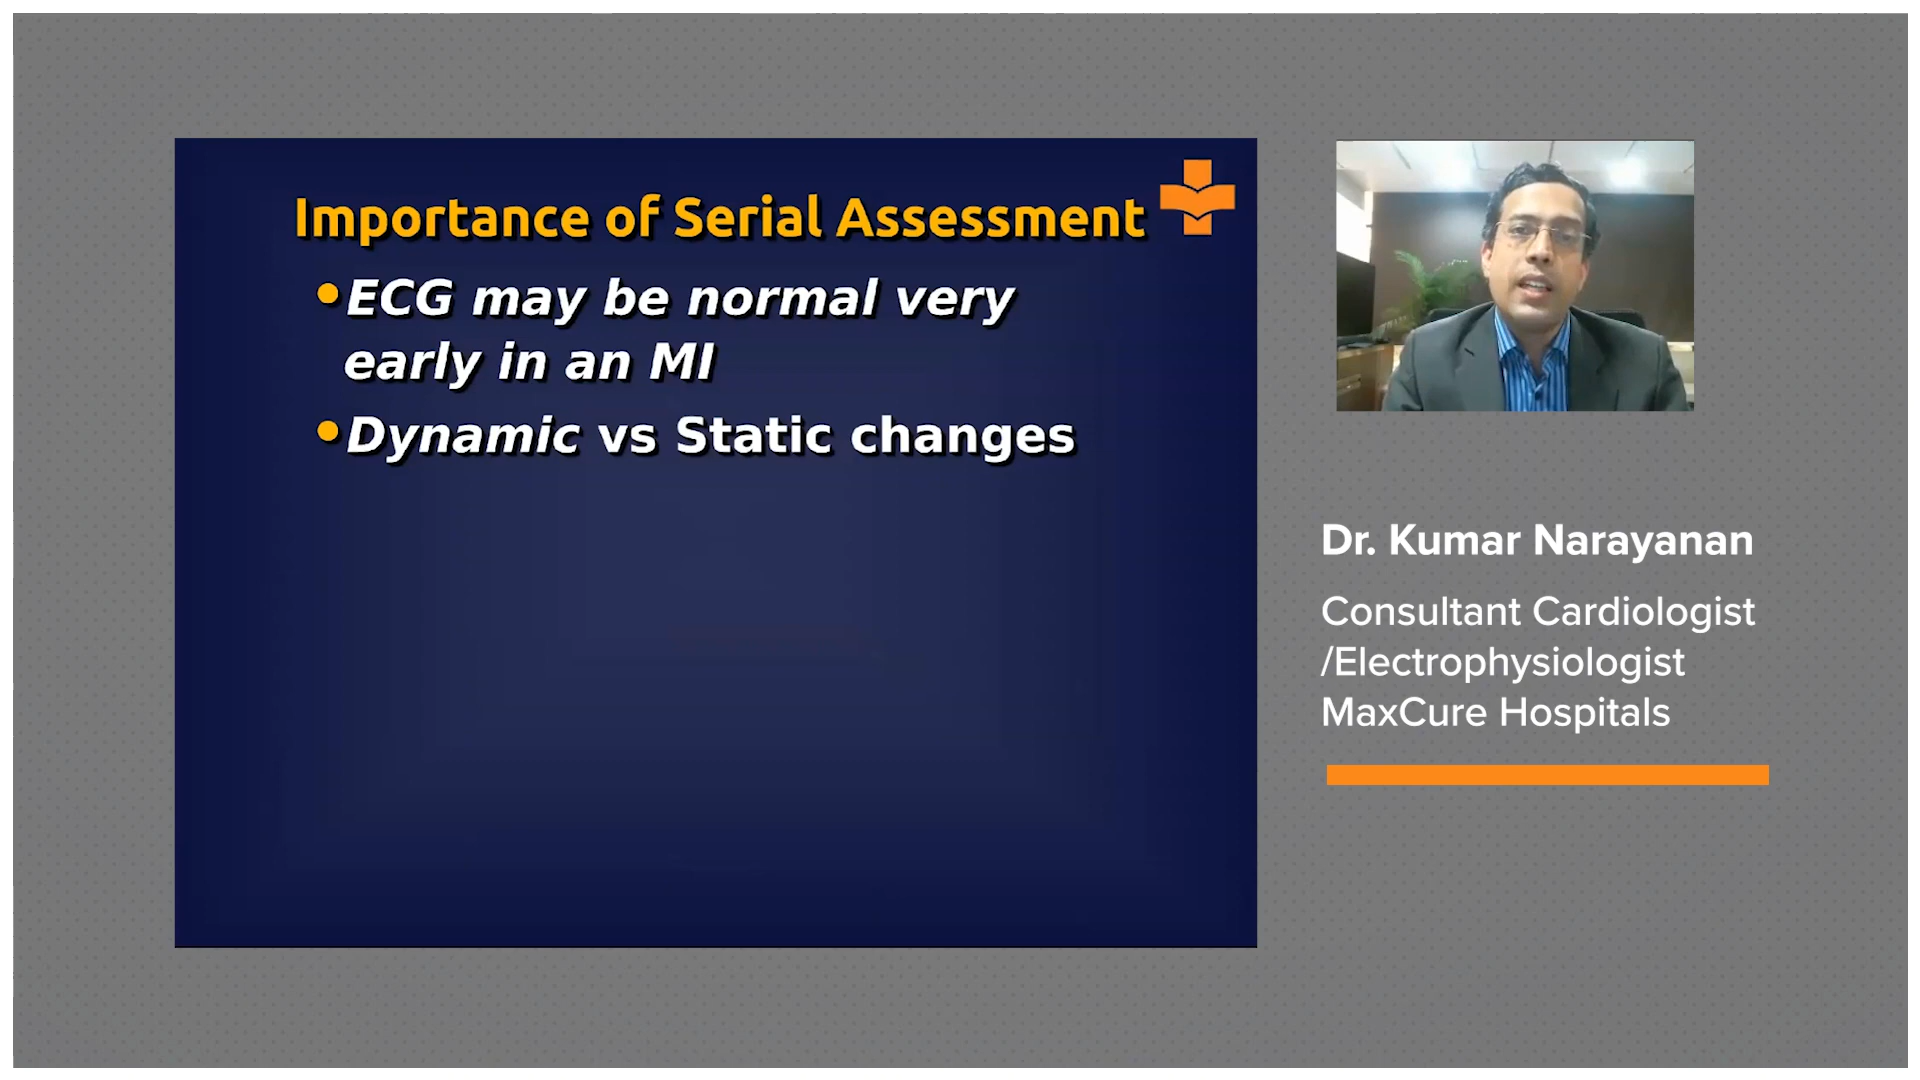 Importance of Serial Assessment
•ECG may be normal very
early in an MI
•Dynamic vs Static changes
Dr. Kumar Narayanan
Consultant Cardiologist
/Electrophysiologist
MaxCure Hospitals